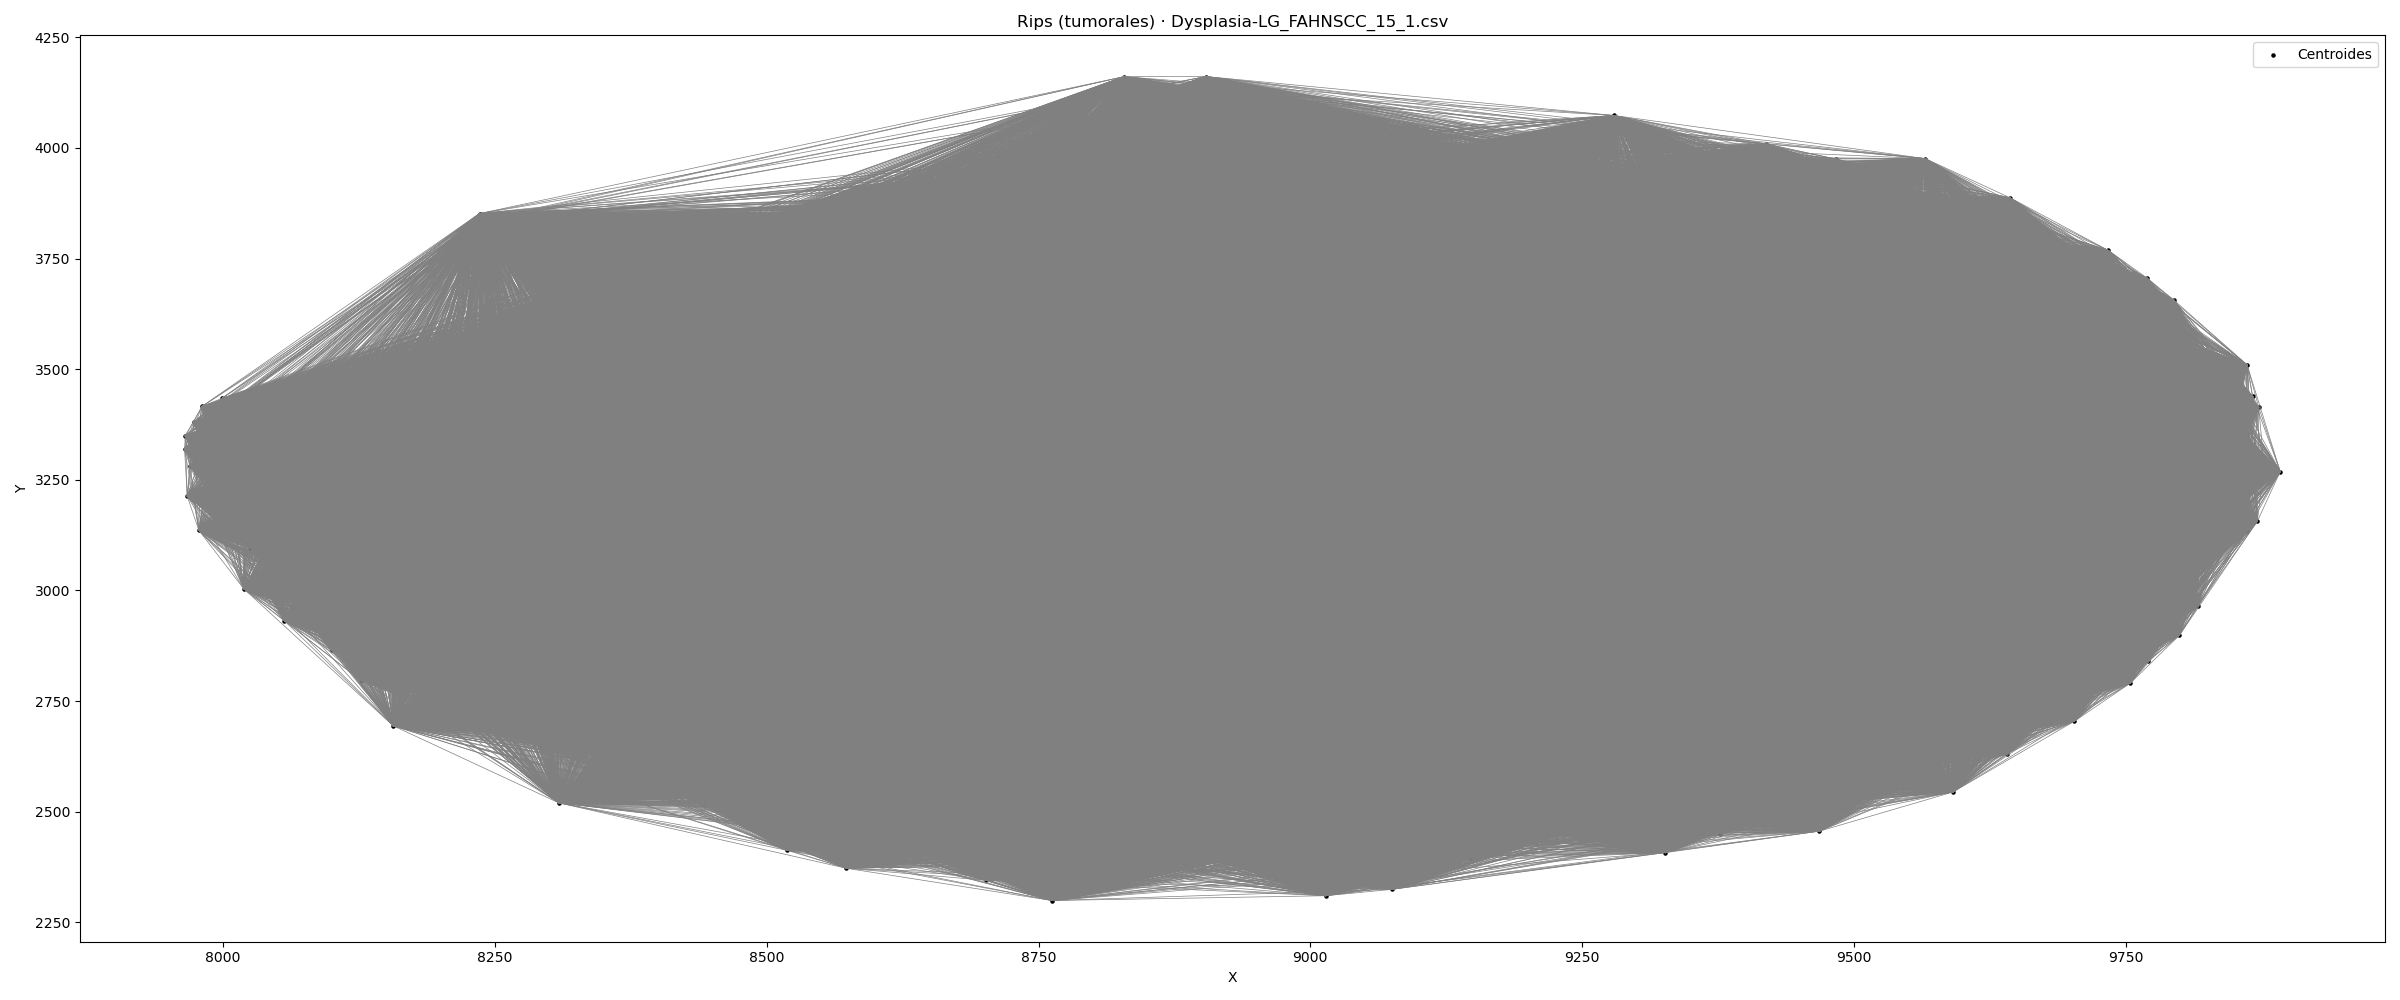 Rips (tumorales) · Dysplasia-LG_FAHNSCC_15_1.csv
Centroides
4250
4000
3750
3500
3250
3000
2750
2500
2250
Y
8000 8250 8500 8750 9000 9250 9500 9750
X